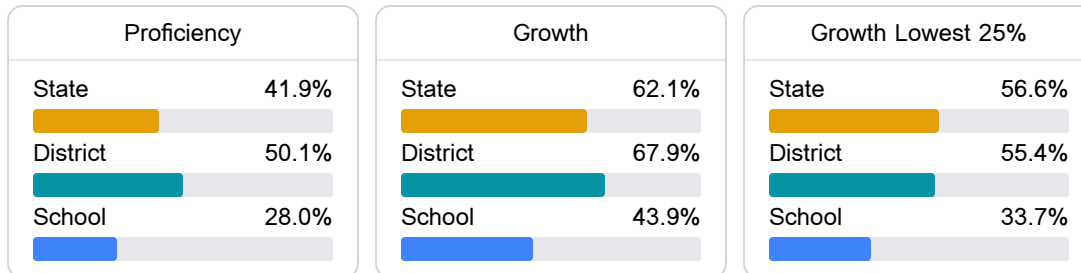 Proficiency
State 41.9%
District 50.1%
School 28.0%
Growth
State 62.1%
District 67.9%
School 43.9%
Growth Lowest 25%
State 56.6%
District 55.4%
School 33.7%